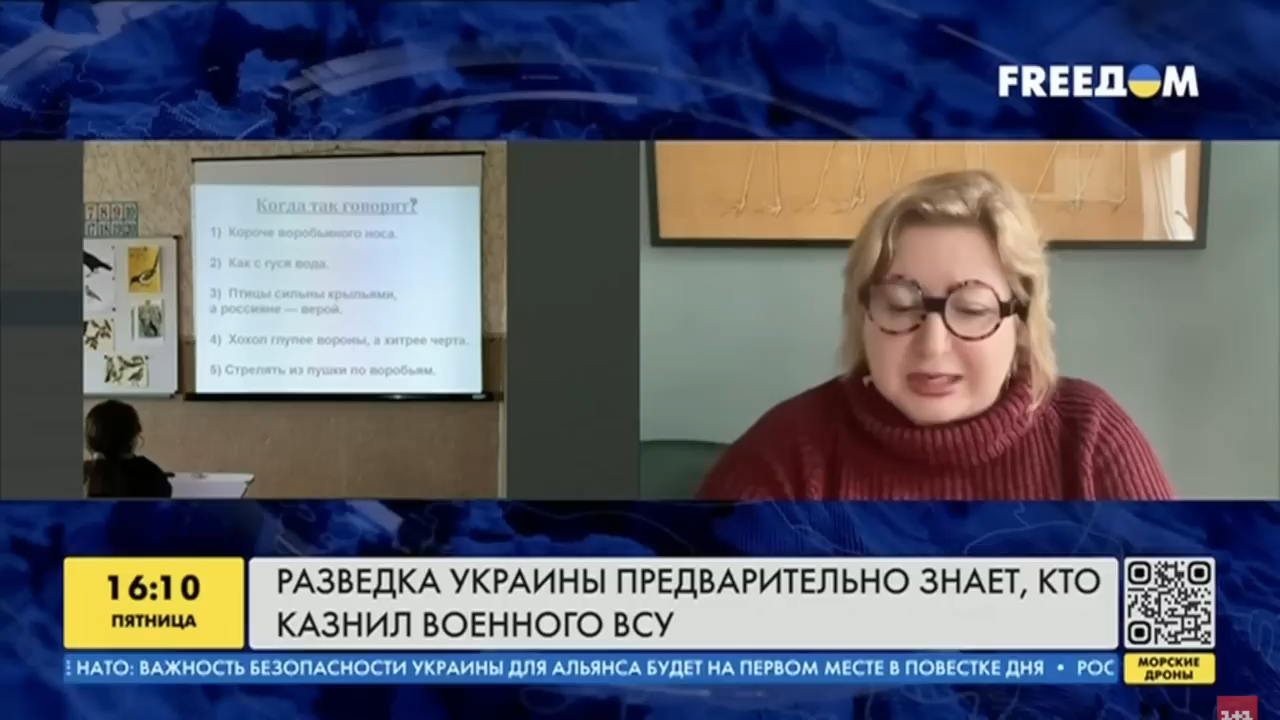 FREEДOM
Когда так говорят?
1) Короче воробьиного носа.
2) Как с гуся вода.
3) Птицы сильны крыльями,
а россияне — верой.
4) Хохол глупее вороны, а хитрее черта.
5) Стрелять из пушки по воробьям.
16:10
ПЯТНИЦА
РАЗВЕДКА УКРАИНЫ ПРЕДВАРИТЕЛЬНО ЗНАЕТ, КТО
КАЗНИЛ ВОЕННОГО ВСУ
НАТО: ВАЖНОСТЬ БЕЗОПАСНОСТИ УКРАИНЫ ДЛЯ АЛЬЯНСА БУДЕТ НА ПЕРВОМ МЕСТЕ В ПОВЕСТКЕ ДНЯ • РОС
МОРСКИЕ
ДРОНЫ